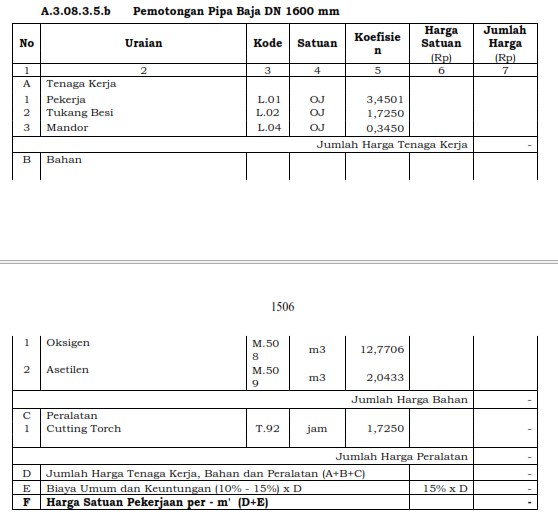 A.3.08.3.5.b Pemotongan Pipa Baja DN 1600 mm
No Uraian Kode Satuan Koefisie
n Harga
Satuan
(Rp) Jumlah
Harga
(Rp)
1 2 3 4 5 6 7
A Tenaga Kerja
1 Pekerja L.01 OJ 3,4501
2 Tukang Besi L.02 OJ 1,7250
3 Mandor L.04 OJ 0,3450
Jumlah Harga Tenaga Kerja -
B Bahan
1506
1 Oksigen M.50
8 m3 12,7706
2 Asetilen M.50
9 m3 2,0433
Jumlah Harga Bahan -
C Peralatan
1 Cutting Torch T.92 jam 1,7250 -
Jumlah Harga Peralatan -
D Jumlah Harga Tenaga Kerja, Bahan dan Peralatan (A+B+C) -
E Biaya Umum dan Keuntungan (10% - 15%) x D 15% x D -
F Harga Satuan Pekerjaan per - m' (D+E) -